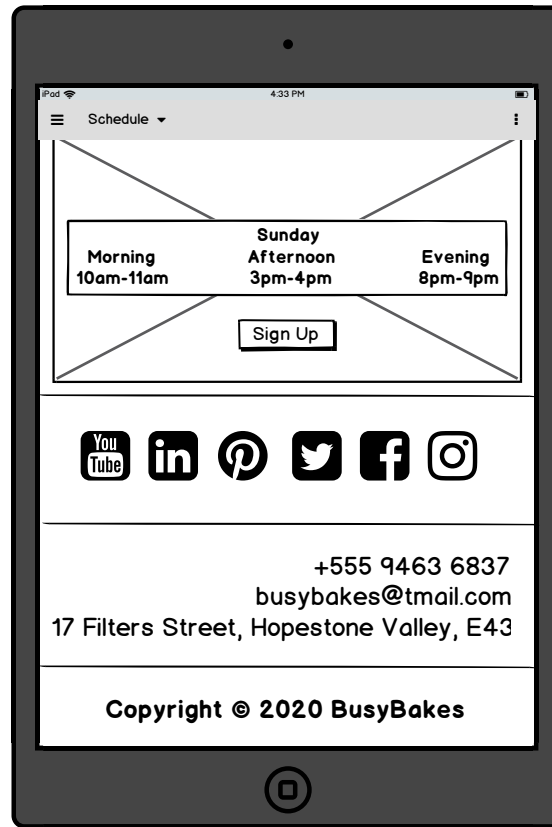 iPad 4:33 PM
Schedule
Sunday
Morning Afternoon Evening
10am-11am 3pm-4pm 8pm-9pm
Sign Up
You Tube in
+555 9463 6837
busybakes@tmail.com
17 Filters Street, Hopestone Valley, E43
Copyright © 2020 BusyBakes